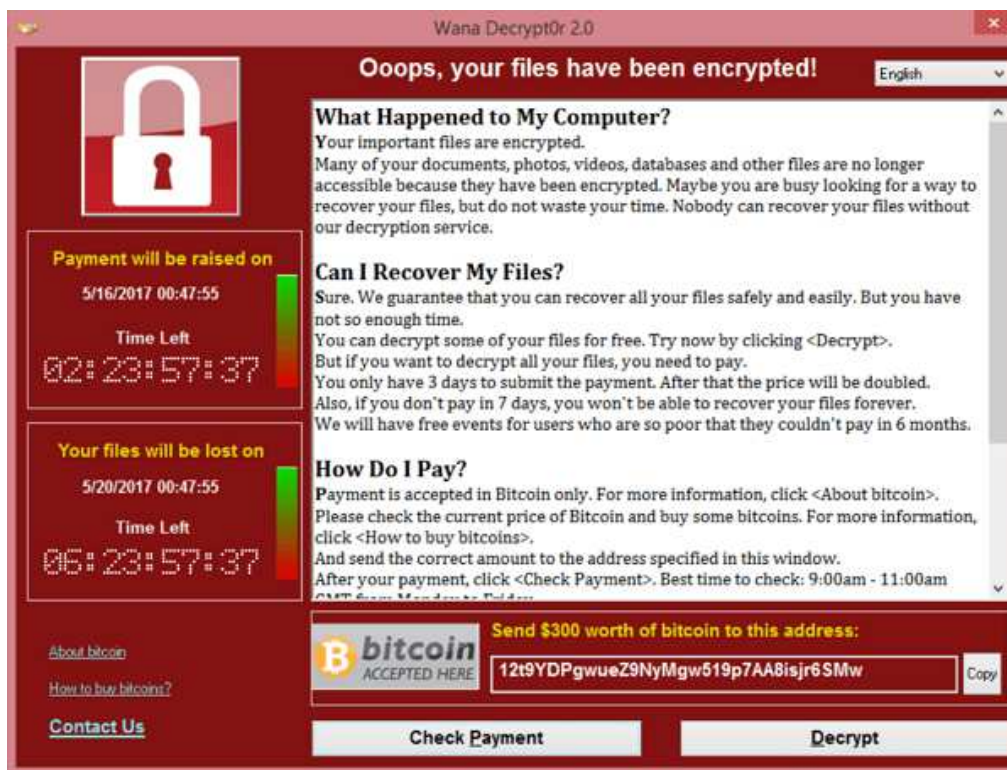 Wana Decrypt0r 2.0
Ooops, your files have been encrypted!
English
Payment will be raised on
5/16/2017 00:47:55
Time Left
02:23:57:37
Your files will be lost on
5/20/2017 00:47:55
Time Left
06:23:57:37
About bitcoin
How to buy bitcoins?
Contact Us
What Happened to My Computer?
Your important files are encrypted.
Many of your documents, photos, videos, databases and other files are no longer
accessible because they have been encrypted. Maybe you are busy looking for a way to
recover your files, but do not waste your time. Nobody can recover your files without
our decryption service.
Can I Recover My Files?
Sure. We guarantee that you can recover all your files safely and easily. But you have
not so enough time.
You can decrypt some of your files for free. Try now by clicking <Decrypt>.
But if you want to decrypt all your files, you need to pay.
You only have 3 days to submit the payment. After that the price will be doubled.
Also, if you don't pay in 7 days, you won't be able to recover your files forever.
We will have free events for users who are so poor that they couldn't pay in 6 months.
How Do I Pay?
Payment is accepted in Bitcoin only. For more information, click <About bitcoin>.
Please check the current price of Bitcoin and buy some bitcoins. For more information,
click <How to buy bitcoins>.
And send the correct amount to the address specified in this window.
After your payment, click <Check Payment>. Best time to check: 9:00am - 11:00am
GMT from Monday to Friday
bitcoin
ACCEPTED HERE
Send $300 worth of bitcoin to this address:
12t9YDPgwueZ9NyMgw519p7AA8isjr6SMw
Copy
Check Payment
Decrypt